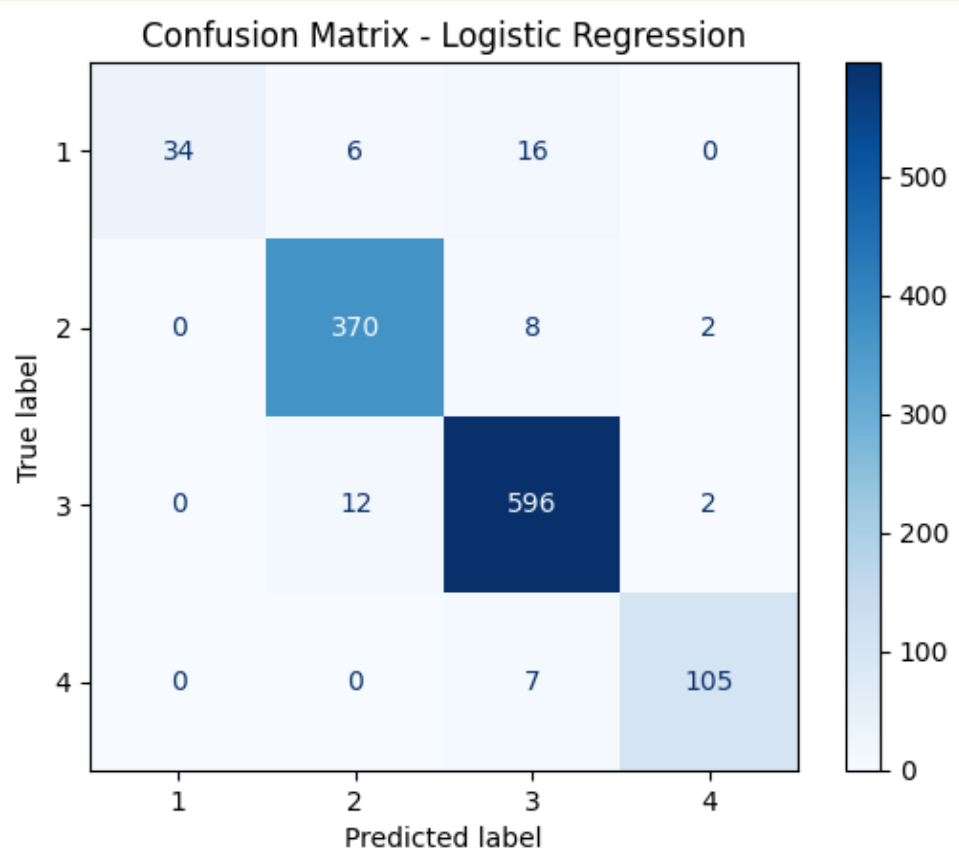 Confusion Matrix - Logistic Regression
1 34 6 16 0
2 0 370 8 2
3 0 12 596 2
4 0 0 7 105
1 2 3 4
True label
Predicted label
500
400
300
200
100
0